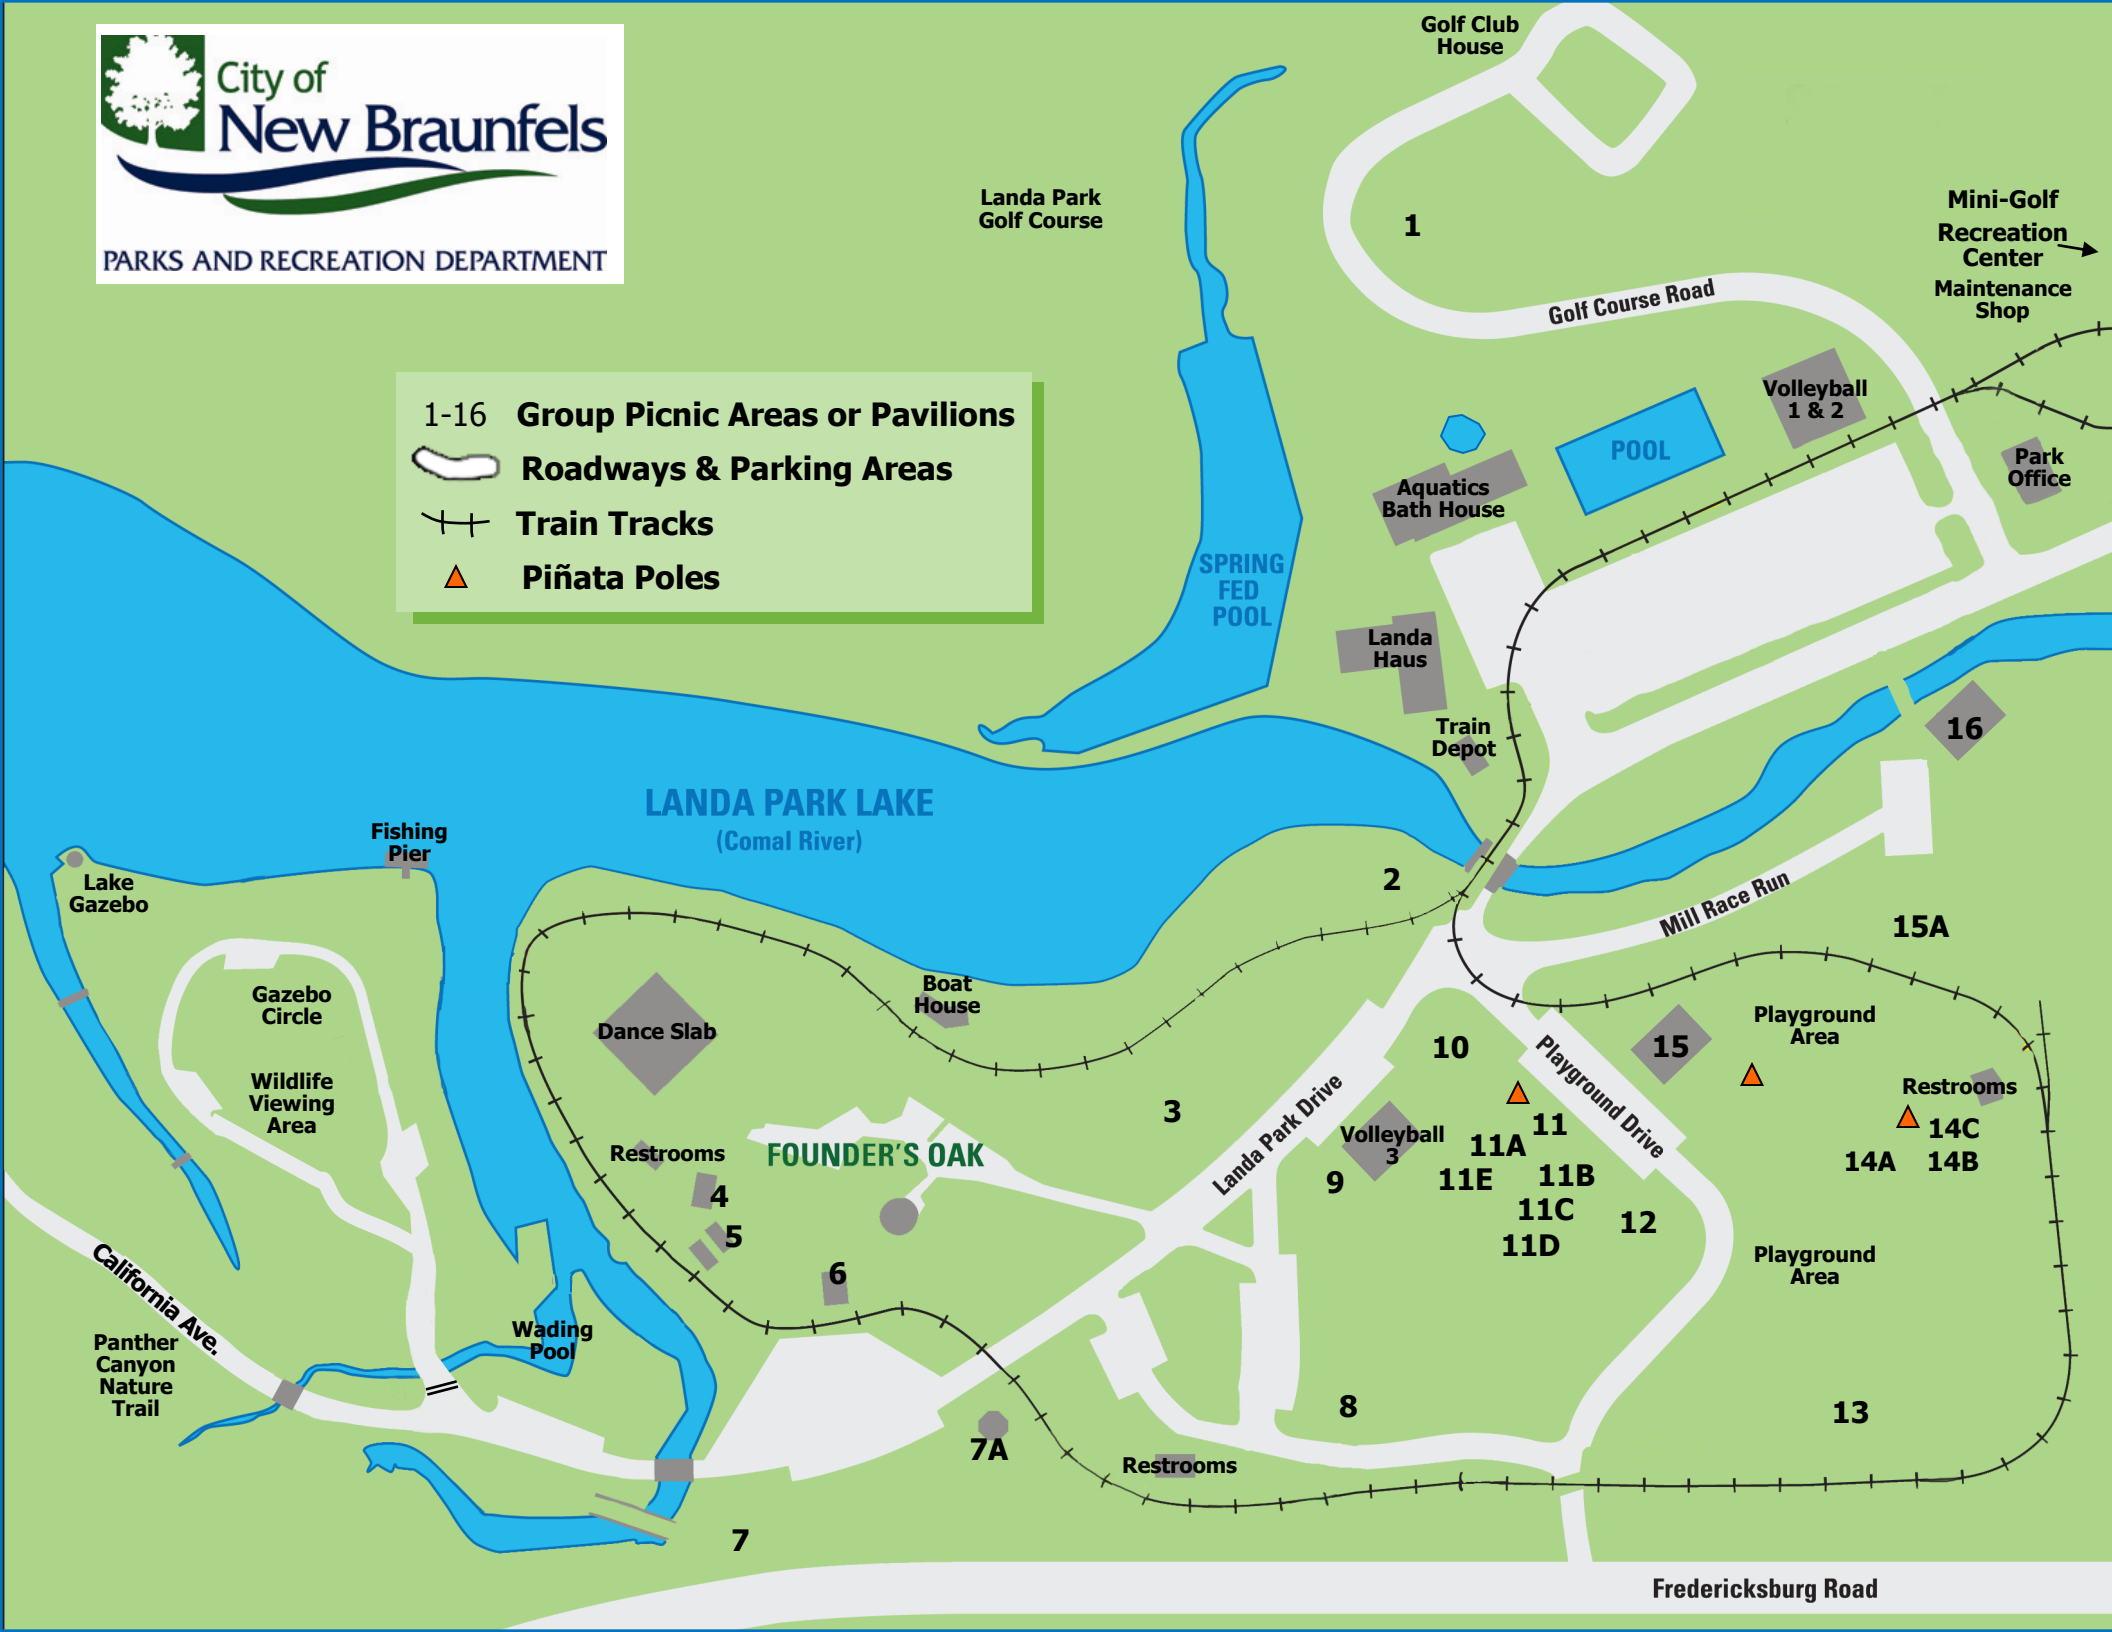 City of
New Braunfels
PARKS AND RECREATION DEPARTMENT
Golf Club
House
Landa Park
Golf Course
1
Mini-Golf
Recreation
Center
Maintenance
Shop
Golf Course Road
1-16 Group Picnic Areas or Pavilions
Roadways & Parking Areas
Train Tracks
Piñata Poles
Volleyball
1 & 2
POOL
Park
Office
Aquatics
Bath House
SPRING
FED
POOL
Landa
Haus
Train
Depot
16
LANDA PARK LAKE
(Comal River)
Fishing
Pier
Lake
Gazebo
2
Mill Race Run
15A
Gazebo
Circle
Boat
House
Dance Slab
Playground
Area
10
15
Playground Drive
Wildlife
Viewing
Area
3
Landa Park Drive
Restrooms
Volleyball
3
11
11A
14C
14A
14B
Restrooms
FOUNDER'S OAK
9
11E
11B
4
11C
12
5
11D
Playground
Area
6
California Ave.
Wading
Pool
Panther
Canyon
Nature
Trail
8
13
7A
Restrooms
7
Fredericksburg Road